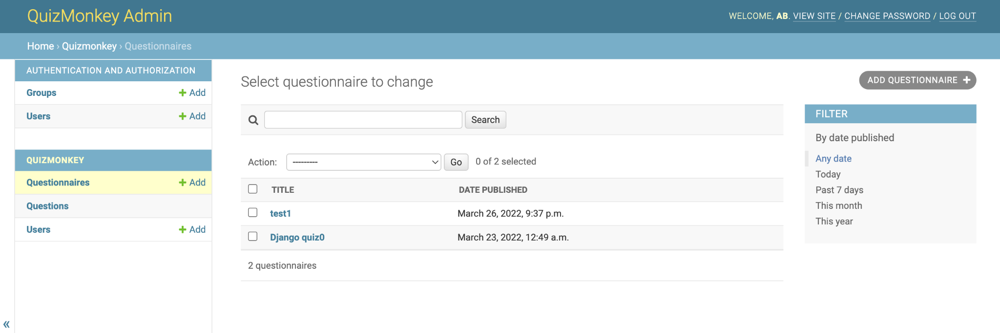 QuizMonkey Admin
WELCOME, AB. VIEW SITE / CHANGE PASSWORD / LOG OUT
Home › Quizmonkey › Questionnaires
AUTHENTICATION AND AUTHORIZATION
Groups + Add
Users + Add
QUIZMONKEY
Questionnaires + Add
Questions
Users + Add
«
Select questionnaire to change
ADD QUESTIONNAIRE +
Search
Action: --------- Go 0 of 2 selected
TITLE DATE PUBLISHED
test1 March 26, 2022, 9:37 p.m.
Django quiz0 March 23, 2022, 12:49 a.m.
2 questionnaires
FILTER
By date published
Any date
Today
Past 7 days
This month
This year